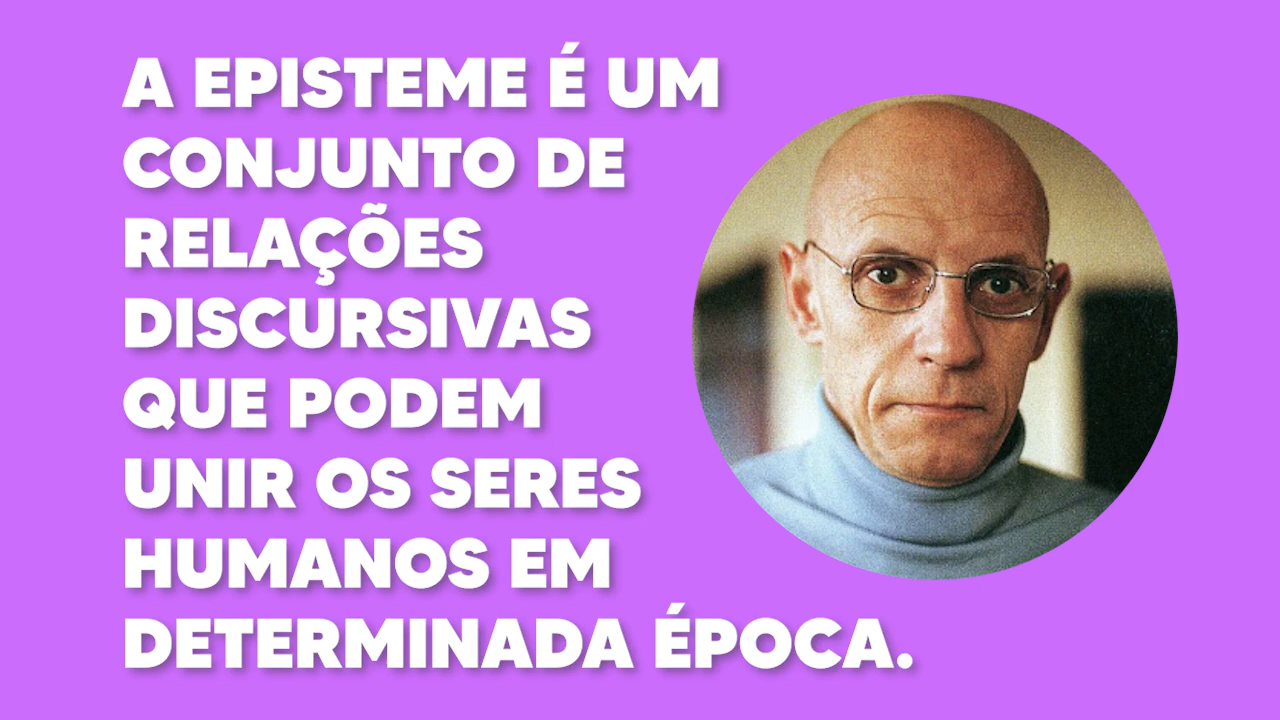 A EPISTEME É UM
CONJUNTO DE
RELAÇÕES
DISCURSIVAS
QUE PODEM
UNIR OS SERES
HUMANOS EM
DETERMINADA ÉPOCA.